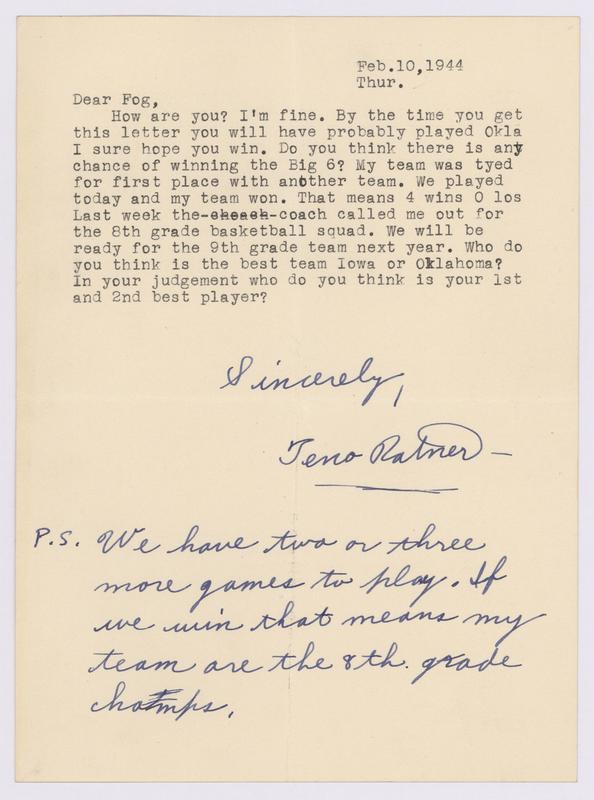 Feb.10,1944
Thur.
Dear Fog,
How are you? I'm fine. By the time you get
this letter you will have probably played Okla
I sure hope you win. Do you think there is any
chance of winning the Big 6? My team was tyed
for first place with another team. We played
today and my team won. That means 4 wins 0 los
Last week the-choach-coach called me out for
the 8th grade basketball squad. We will be
ready for the 9th grade team next year. Who do
you think is the best team Iowa or Oklahoma?
In your judgement who do you think is your 1st
and 2nd best player?
Sincerely,
Teno Ratner-
P.S. We have two or three
more games to play. If
we win that means my
team are the 8th. grade
champs.